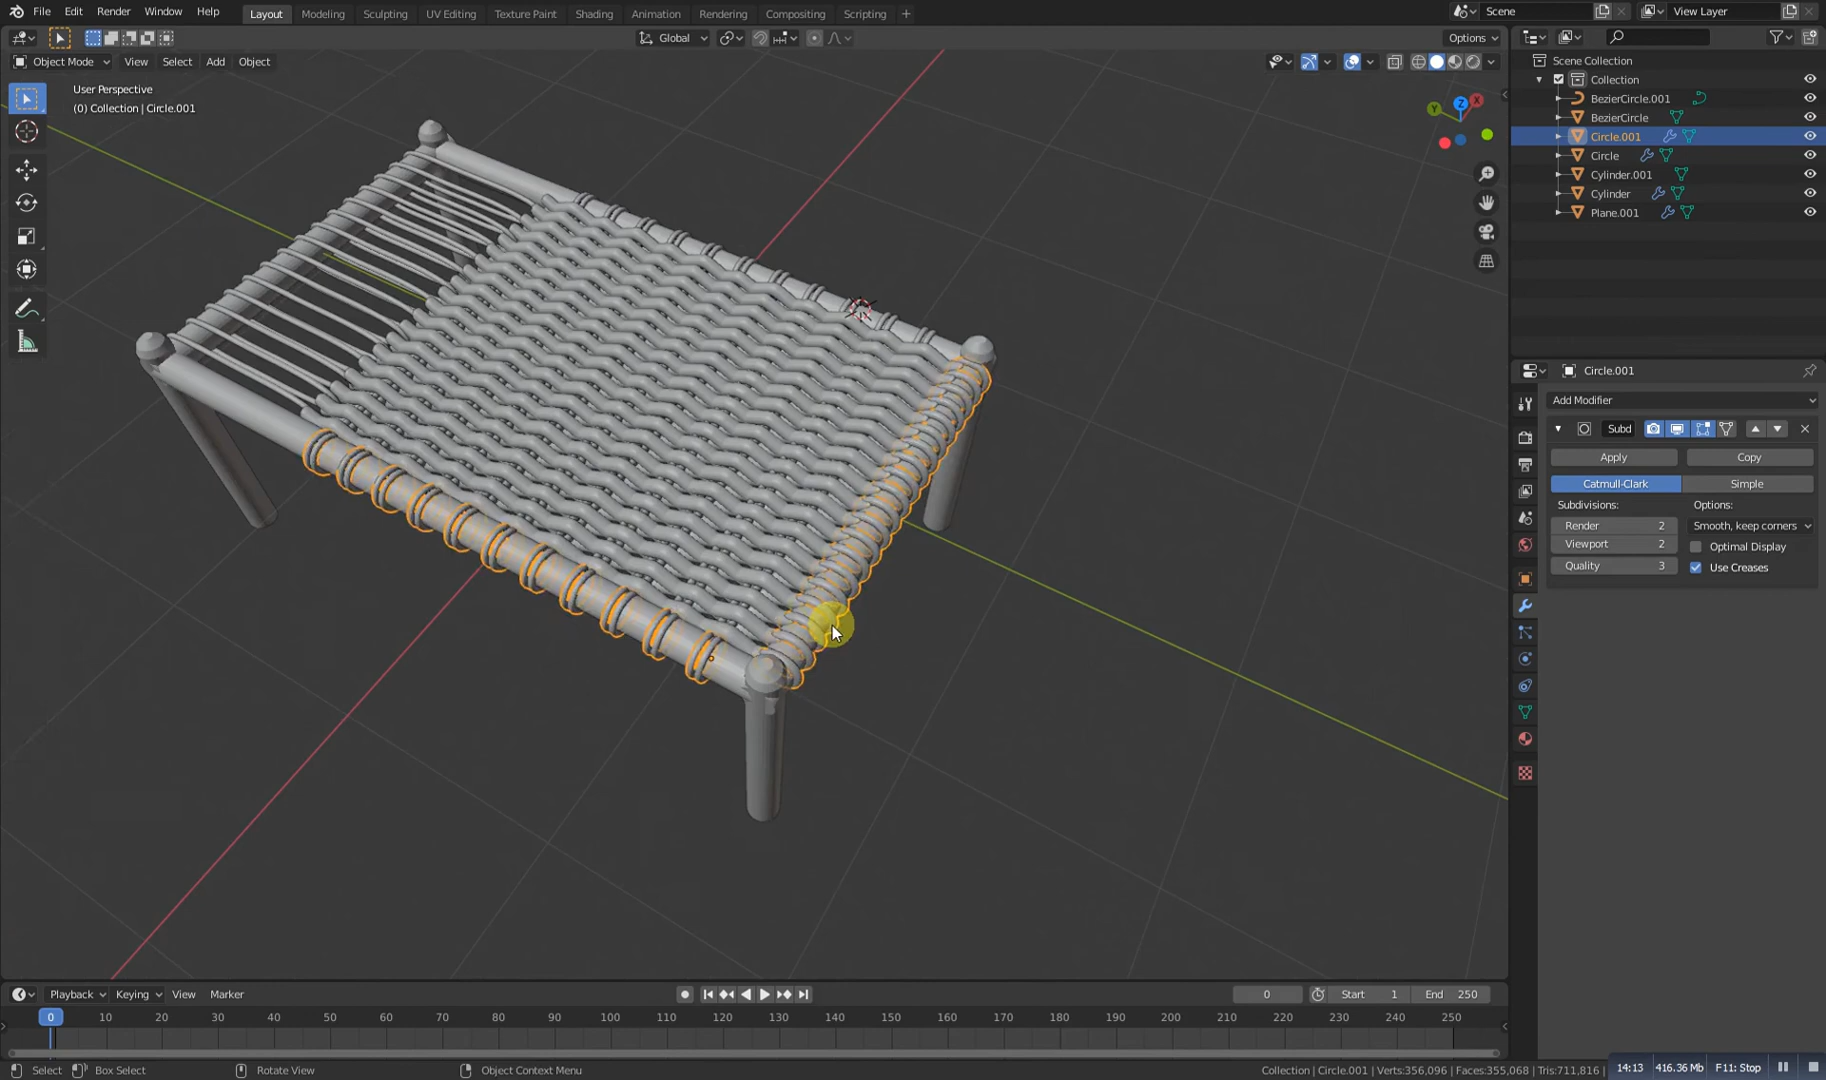 File Edit Render Window Help Layout Modeling Sculpting UV Editing Texture Paint Shading Animation Rendering Compositing Scripting + Scene View Layer
Global Options
Object Mode View Select Add Object
User Perspective
(0) Collection | Circle.001
X
Y
Z
Scene Collection
Collection
BezierCircle.001
BezierCircle
Circle.001
Circle
Cylinder.001
Cylinder
Plane.001
Circle.001
Add Modifier
Subd
Apply Copy
Catmull-Clark Simple
Subdivisions: Options:
Render 2 Smooth, keep corners
Viewport 2 Optimal Display
Quality 3 Use Creases
Playback Keying View Marker 0 Start 1 End 250
0 10 20 30 40 50 60 70 80 90 100 110 120 130 140 150 160 170 180 190 200 210 220 230 240 250
Select Box Select Rotate View Object Context Menu Collection | Circle.001 | Verts:356,096 | Faces:355,068 | Tris:711,816 | 14:13 416.36 Mb F11: Stop